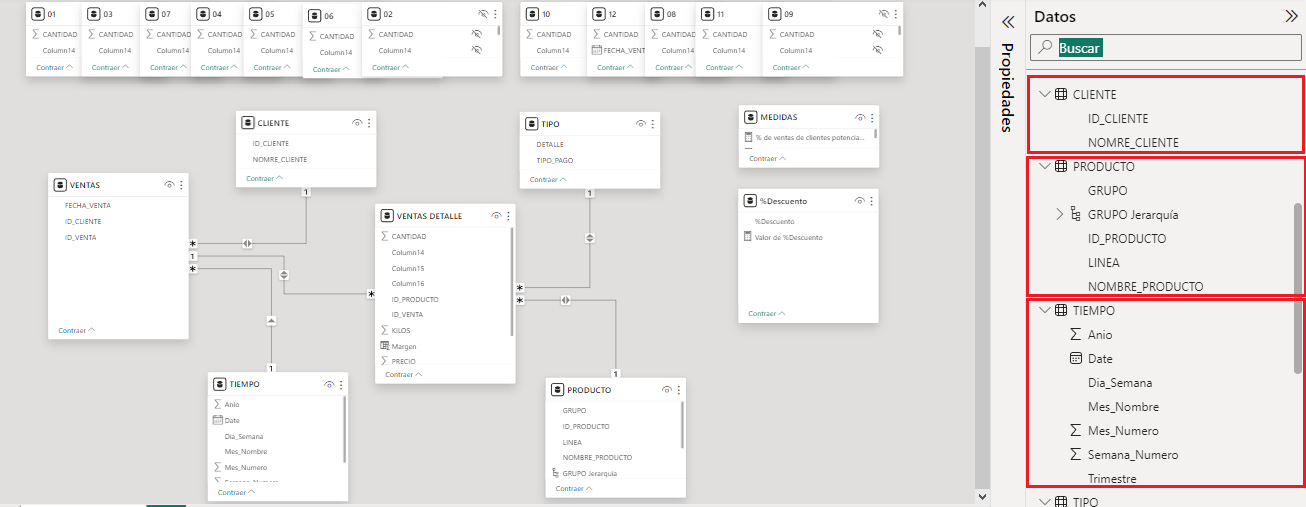 01
CANTIDAD
Column14
Contraer
03
CANTIDAD
Column14
Contraer
07
CANTIDAD
Column14
Contraer
04
CANTIDAD
Column14
Contraer
05
CANTIDAD
Column14
Contraer
06
CANTIDAD
Column14
Contraer
02
CANTIDAD
Column14
Contraer
10
CANTIDAD
Column14
Contraer
12
CANTIDAD
FECHA_VENT
Contraer
08
CANTIDAD
Column14
Contraer
11
CANTIDAD
Column14
Contraer
09
CANTIDAD
Column14
Contraer
CLIENTE
ID_CLIENTE
NOMRE_CLIENTE
Contraer
TIPO
DETALLE
TIPO_PAGO
Contraer
MEDIDAS
% de ventas de clientes potencia...
Contraer
VENTAS
FECHA_VENTA
ID_CLIENTE
ID_VENTA
Contraer
VENTAS DETALLE
CANTIDAD
Column14
Column15
Column16
ID_PRODUCTO
ID_VENTA
KILOS
Margen
PRECIO
Contraer
%Descuento
%Descuento
Valor de %Descuento
Contraer
1
1
*
1
*
*
*
*
1
1
TIEMPO
Anio
Date
Dia_Semana
Mes_Nombre
Mes_Numero
Semana_Numero
Contraer
PRODUCTO
GRUPO
ID_PRODUCTO
LINEA
NOMBRE_PRODUCTO
GRUPO Jerarquía
Contraer
Propiedades
Datos
Buscar
CLIENTE
ID_CLIENTE
NOMRE_CLIENTE
PRODUCTO
GRUPO
GRUPO Jerarquía
ID_PRODUCTO
LINEA
NOMBRE_PRODUCTO
TIEMPO
Anio
Date
Dia_Semana
Mes_Nombre
Mes_Numero
Semana_Numero
Trimestre
TIPO